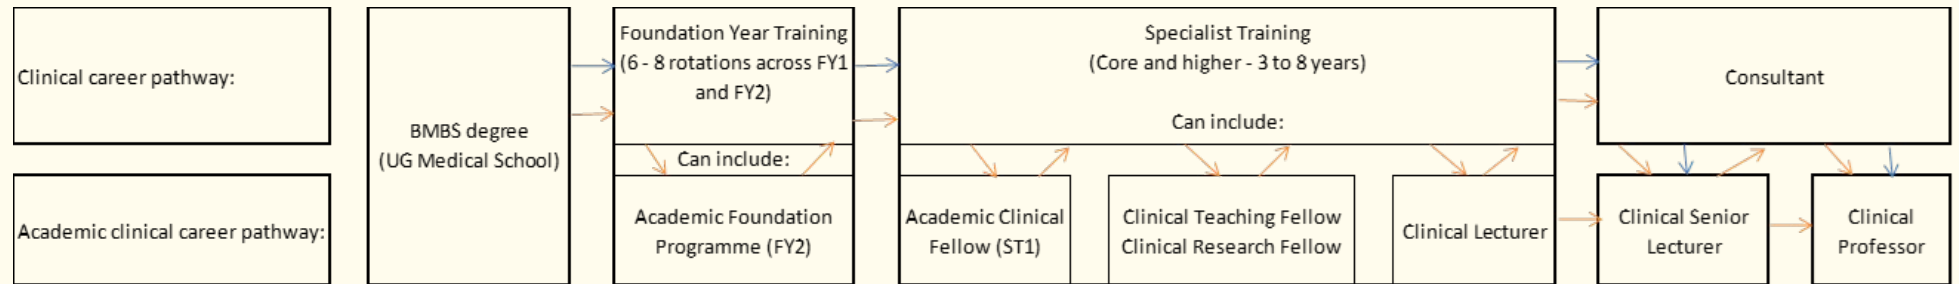 Clinical career pathway:
Academic clinical career pathway:
BMBS degree
(UG Medical School)
Foundation Year Training
(6 - 8 rotations across FY1
and FY2)
Can include:
Academic Foundation
Programme (FY2)
Specialist Training
(Core and higher - 3 to 8 years)
Can include:
Academic Clinical
Fellow (ST1)
Clinical Teaching Fellow
Clinical Research Fellow
Clinical Lecturer
Consultant
Clinical Senior
Lecturer
Clinical
Professor